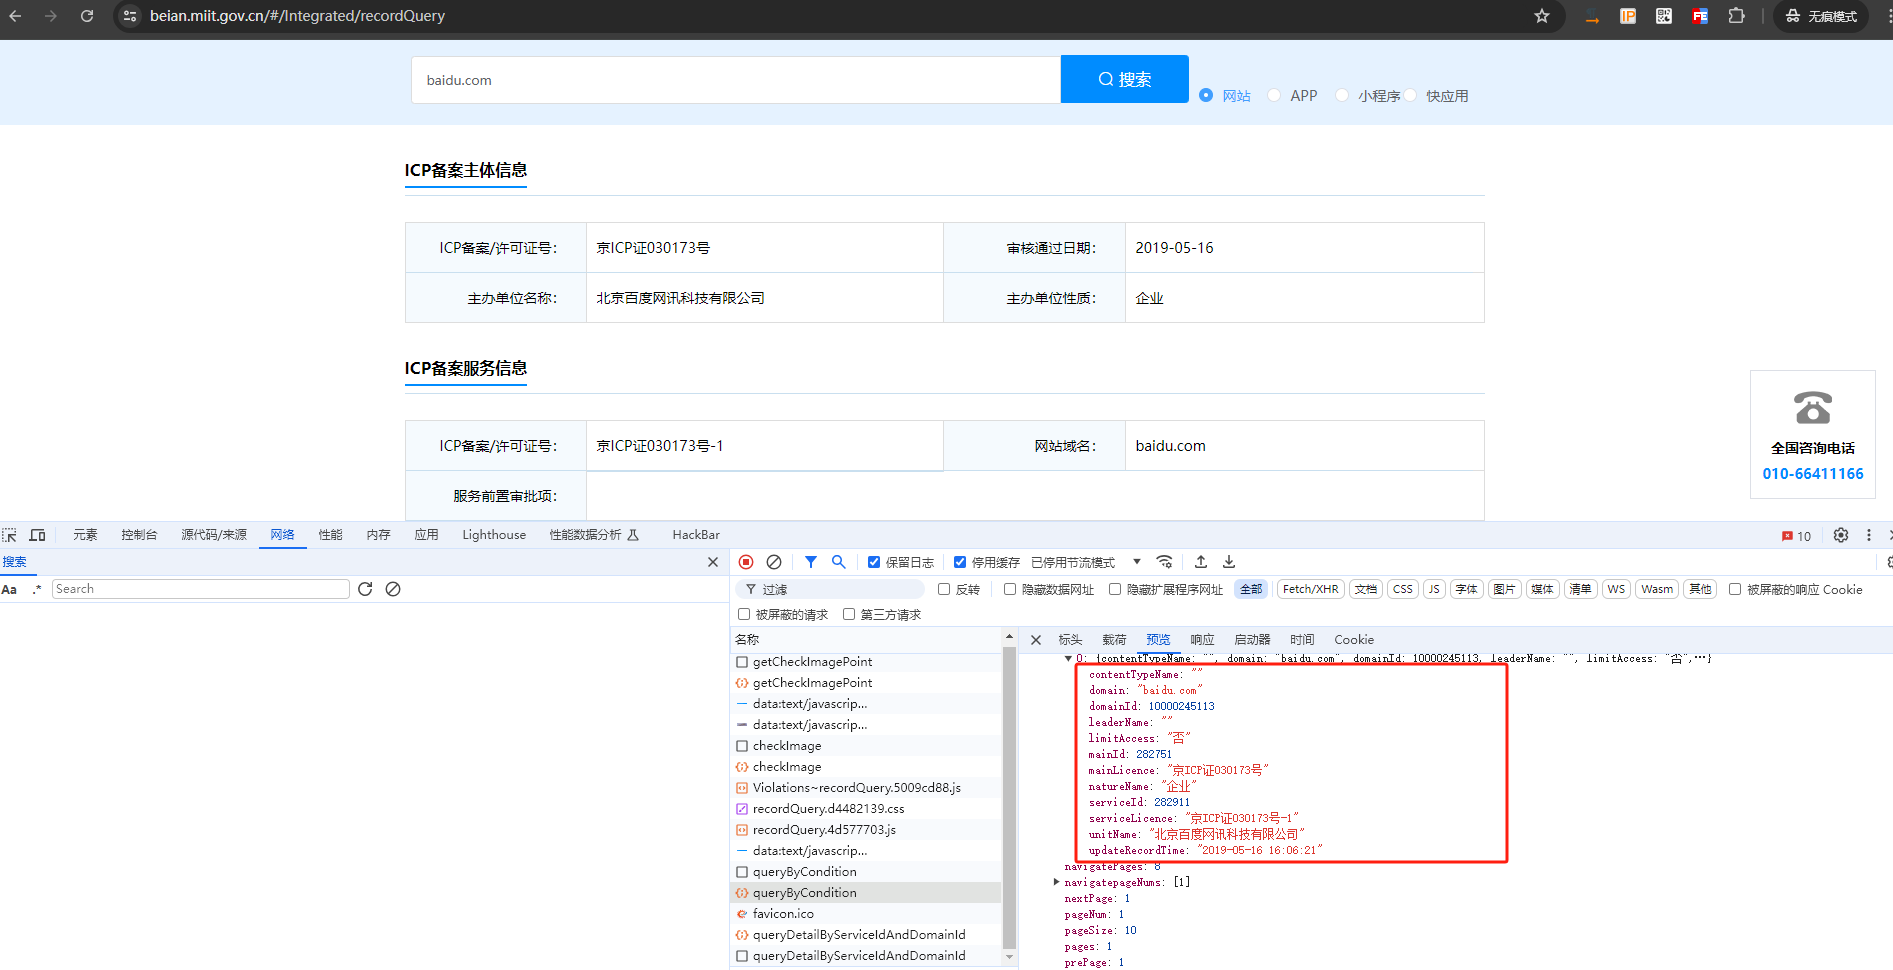 beian.miit.gov.cn/#/Integrated/recordQuery
无痕模式
baidu.com
搜索
网站 APP 小程序 快应用
ICP备案主体信息
ICP备案/许可证号： 京ICP证030173号 审核通过日期： 2019-05-16
主办单位名称： 北京百度网讯科技有限公司 主办单位性质： 企业
ICP备案服务信息
ICP备案/许可证号： 京ICP证030173号-1 网站域名： baidu.com
服务前置审批项：
全国咨询电话
010-66411166
元素 控制台 源代码/来源 网络 性能 内存 应用 Lighthouse 性能数据分析 HackBar 10
搜索
Aa .* Search
保留日志 停用缓存 已停用节流模式
过滤 反转 隐藏数据网址 隐藏扩展程序网址 全部 Fetch/XHR 文档 CSS JS 字体 图片 媒体 清单 WS Wasm 其他 被屏蔽的响应 Cookie
被屏蔽的请求 第三方请求
名称
getCheckImagePoint
getCheckImagePoint
data:text/javascrip...
data:text/javascrip...
checkImage
checkImage
Violations~recordQuery.5009cd88.js
recordQuery.d4482139.css
recordQuery.4d577703.js
data:text/javascrip...
queryByCondition
queryByCondition
favicon.ico
queryDetailByServiceIdAndDomainId
queryDetailByServiceIdAndDomainId
标头 载荷 预览 响应 启动器 时间 Cookie
0: {contentTypeName: "", domain: "baidu.com", domainId: 10000245113, leaderName: "", limitAccess: "否",…}
contentTypeName: ""
domain: "baidu.com"
domainId: 10000245113
leaderName: ""
limitAccess: "否"
mainId: 282751
mainLicence: "京ICP证030173号"
natureName: "企业"
serviceId: 282911
serviceLicence: "京ICP证030173号-1"
unitName: "北京百度网讯科技有限公司"
updateRecordTime: "2019-05-16 16:06:21"
navigatePages: 8
navigatepageNums: [1]
nextPage: 1
pageNum: 1
pageSize: 10
pages: 1
prePage: 1